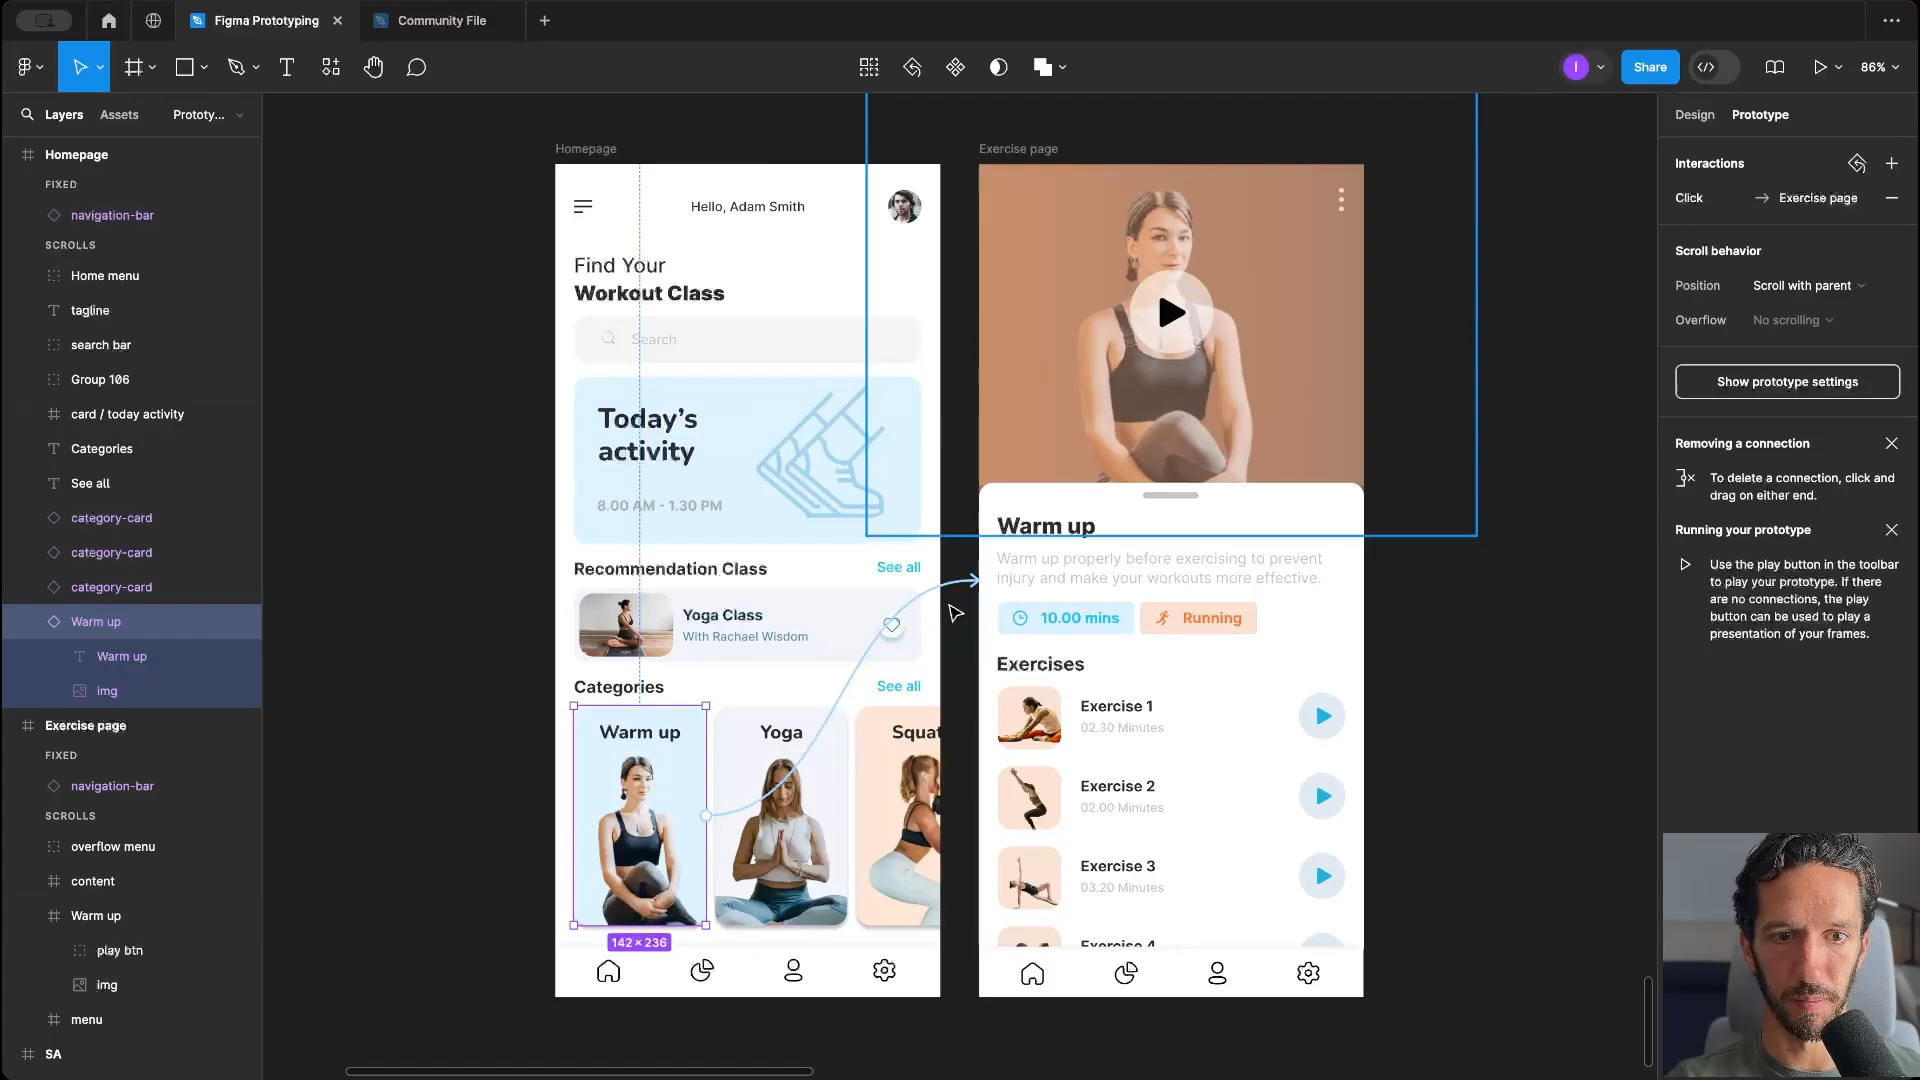 Figma Prototyping
Community File
I
Share
86%
Layers
Assets
Prototy...
Homepage
FIXED
navigation-bar
SCROLLS
Home menu
tagline
search bar
Group 106
card / today activity
Categories
See all
category-card
category-card
category-card
Warm up
Warm up
img
Exercise page
FIXED
navigation-bar
SCROLLS
overflow menu
content
Warm up
play btn
img
menu
SA
Homepage
Hello, Adam Smith
Find Your
Workout Class
Search
Today's
activity
8.00 AM - 1.30 PM
Recommendation Class
See all
Yoga Class
With Rachael Wisdom
Categories
See all
Warm up
Yoga
Squat
142 × 236
Exercise page
Warm up
Warm up properly before exercising to prevent
injury and make your workouts more effective.
10.00 mins
Running
Exercises
Exercise 1
02.30 Minutes
Exercise 2
02.00 Minutes
Exercise 3
03.20 Minutes
Exercise 4
Design
Prototype
Interactions
Click
Exercise page
Scroll behavior
Position
Scroll with parent
Overflow
No scrolling
Show prototype settings
Removing a connection
To delete a connection, click and
drag on either end.
Running your prototype
Use the play button in the toolbar
to play your prototype. If there
are no connections, the play
button can be used to play a
presentation of your frames.